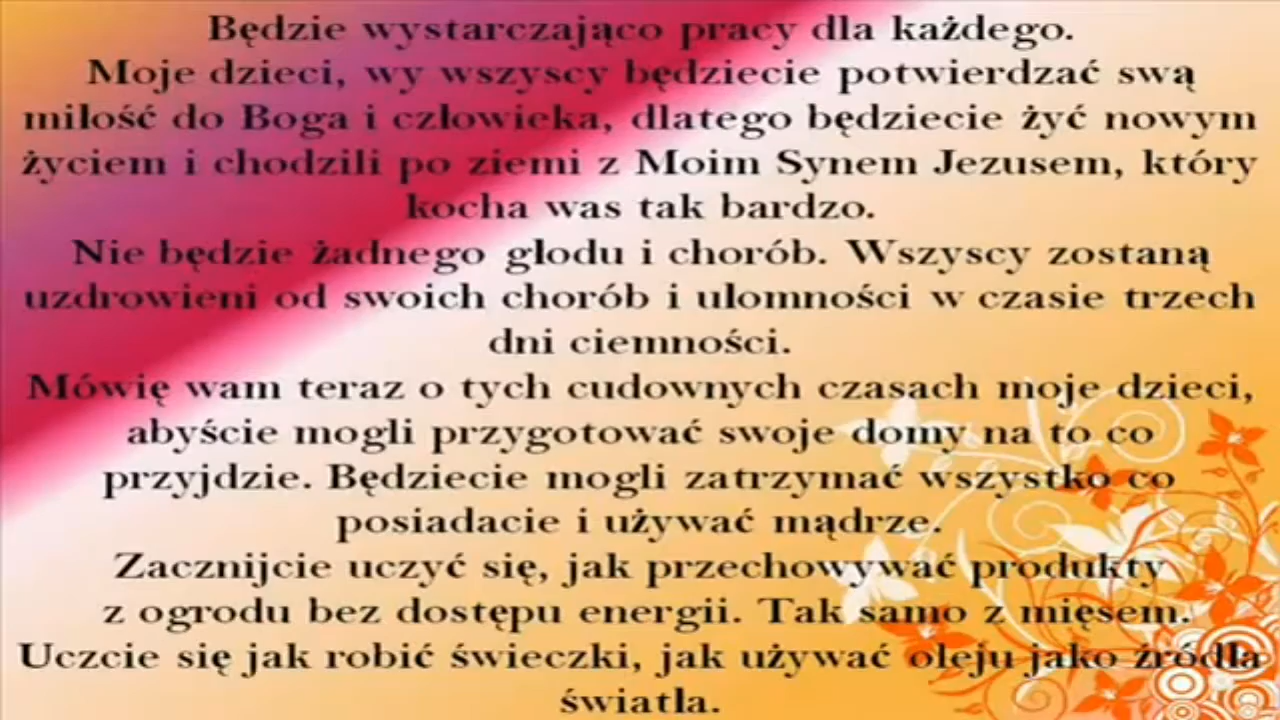 Będzie wystarczająco pracy dla każdego.
Moje dzieci, wy wszyscy będziecie potwierdzać swą
miłość do Boga i człowieka, dlatego będziecie żyć nowym
życiem i chodzili po ziemi z Moim Synem Jezusem, który
kocha was tak bardzo.
Nie będzie żadnego głodu i chorób. Wszyscy zostaną
uzdrowieni od swoich chorób i ułomności w czasie trzech
dni ciemności.
Mówię wam teraz o tych cudownych czasach moje dzieci,
abyście mogli przygotować swoje domy na to co
przyjdzie. Będziecie mogli zatrzymać wszystko co
posiadacie i używać mądrze.
Zacznijcie uczyć się, jak przechowywać produkty
z ogrodu bez dostępu energii. Tak samo z mięsem.
Uczcie się jak robić świeczki, jak używać oleju jako źródła
światła.